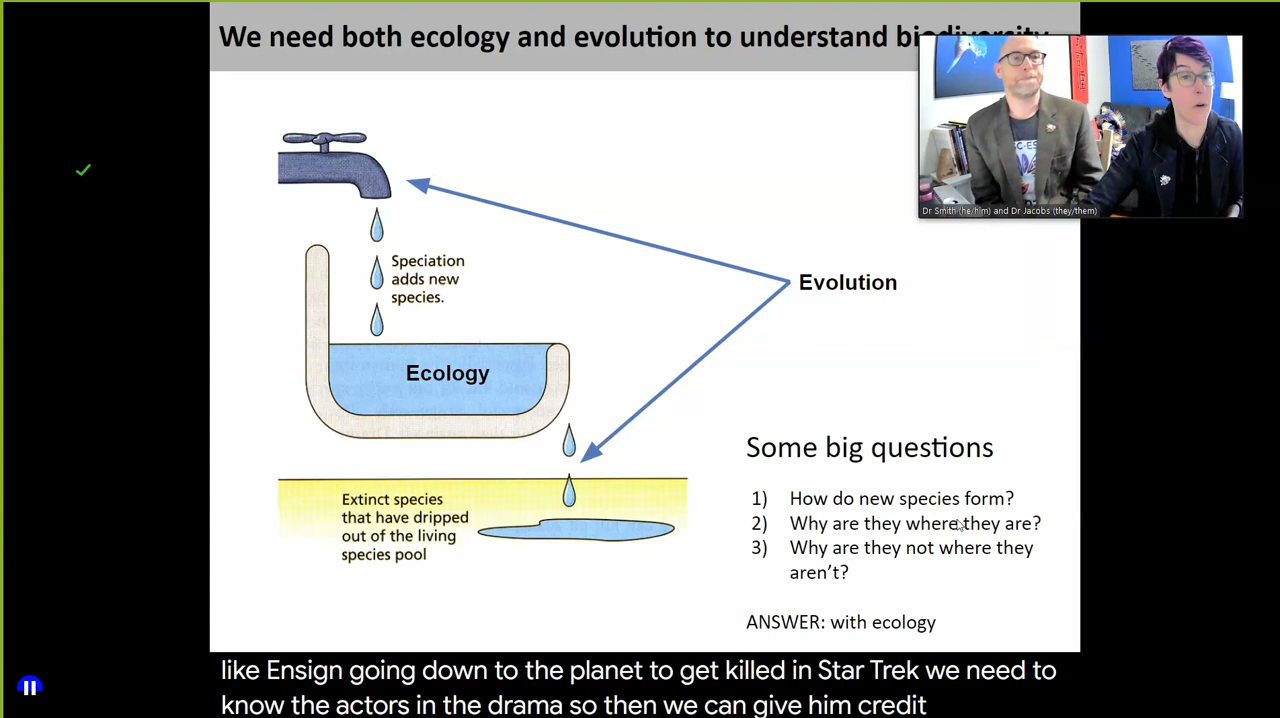 We need both ecology and evolution to understand biodiversity
Dr Smith (he/him) and Dr Jacobs (they/them)
Speciation
adds new
species.
Evolution
Ecology
Some big questions
1) How do new species form?
2) Why are they where they are?
3) Why are they not where they
aren't?
Extinct species
that have dripped
out of the living
species pool
ANSWER: with ecology
like Ensign going down to the planet to get killed in Star Trek we need to
know the actors in the drama so then we can give him credit